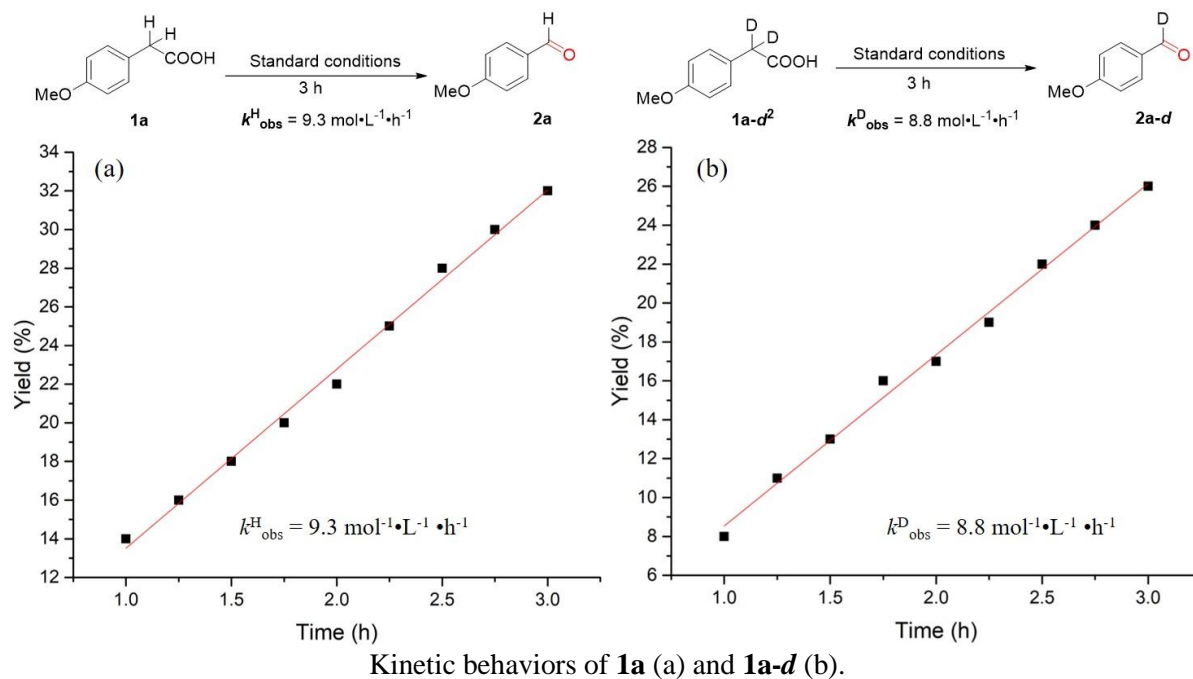 H
H
COOH
MeO
1a
Standard conditions
3 h
k^H_obs = 9.3 mol•L^-1•h^-1
H
O
MeO
2a
D
D
COOH
MeO
1a-d^2
Standard conditions
3 h
k^D_obs = 8.8 mol•L^-1•h^-1
D
O
MeO
2a-d
(a)
Yield (%)
34
32
30
28
26
24
22
20
18
16
14
12
k^H_obs = 9.3 mol^-1•L^-1 •h^-1
1.0 1.5 2.0 2.5 3.0
Time (h)
(b)
Yield (%)
28
26
24
22
20
18
16
14
12
10
8
6
k^D_obs = 8.8 mol^-1•L^-1 •h^-1
1.0 1.5 2.0 2.5 3.0
Time (h)
Kinetic behaviors of 1a (a) and 1a-d (b).